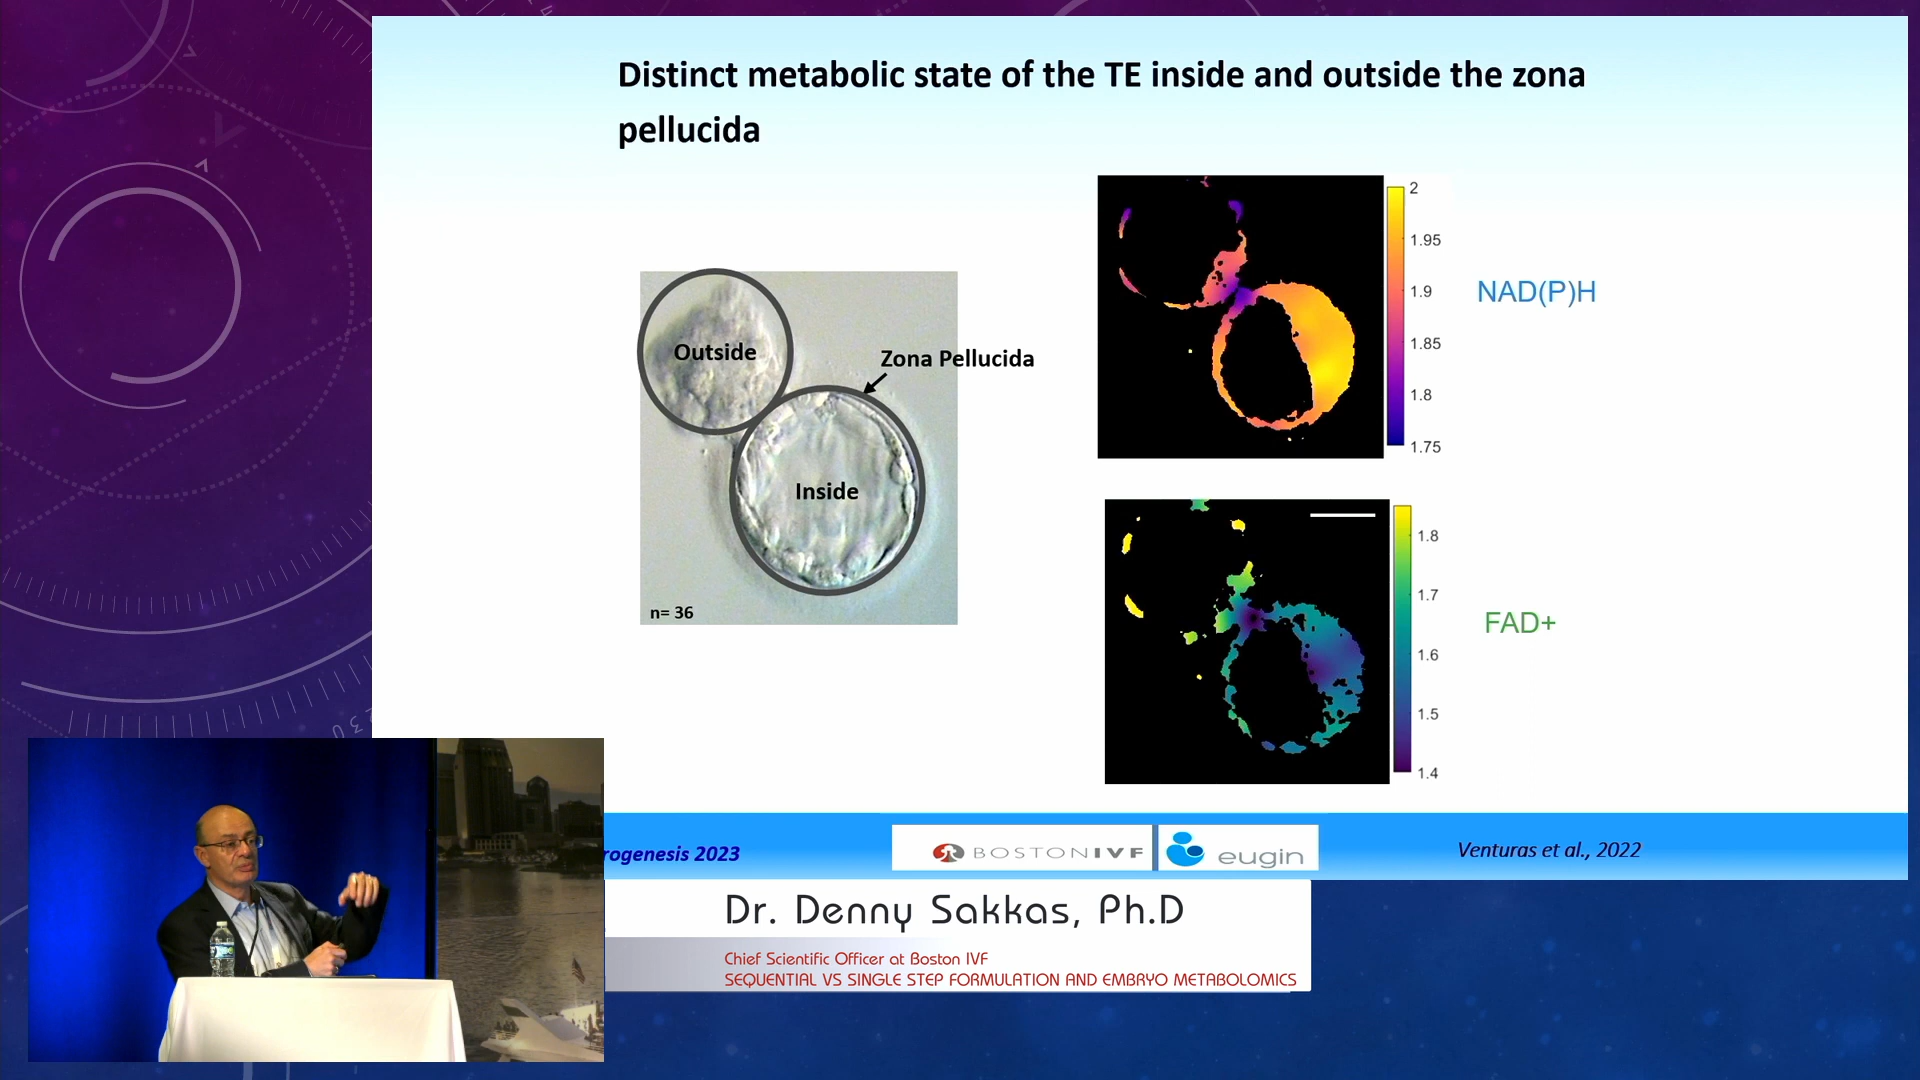 Distinct metabolic state of the TE inside and outside the zona
pellucida
Outside
Zona Pellucida
Inside
n= 36
2
1.95
1.9
1.85
1.8
1.75
NAD(P)H
1.8
1.7
1.6
1.5
1.4
FAD+
rogenesis 2023
BOSTONIVF
eugin
Venturas et al., 2022
Dr. Denny Sakkas, Ph.D
Chief Scientific Officer at Boston IVF
SEQUENTIAL VS SINGLE STEP FORMULATION AND EMBRYO METABOLOMICS
230